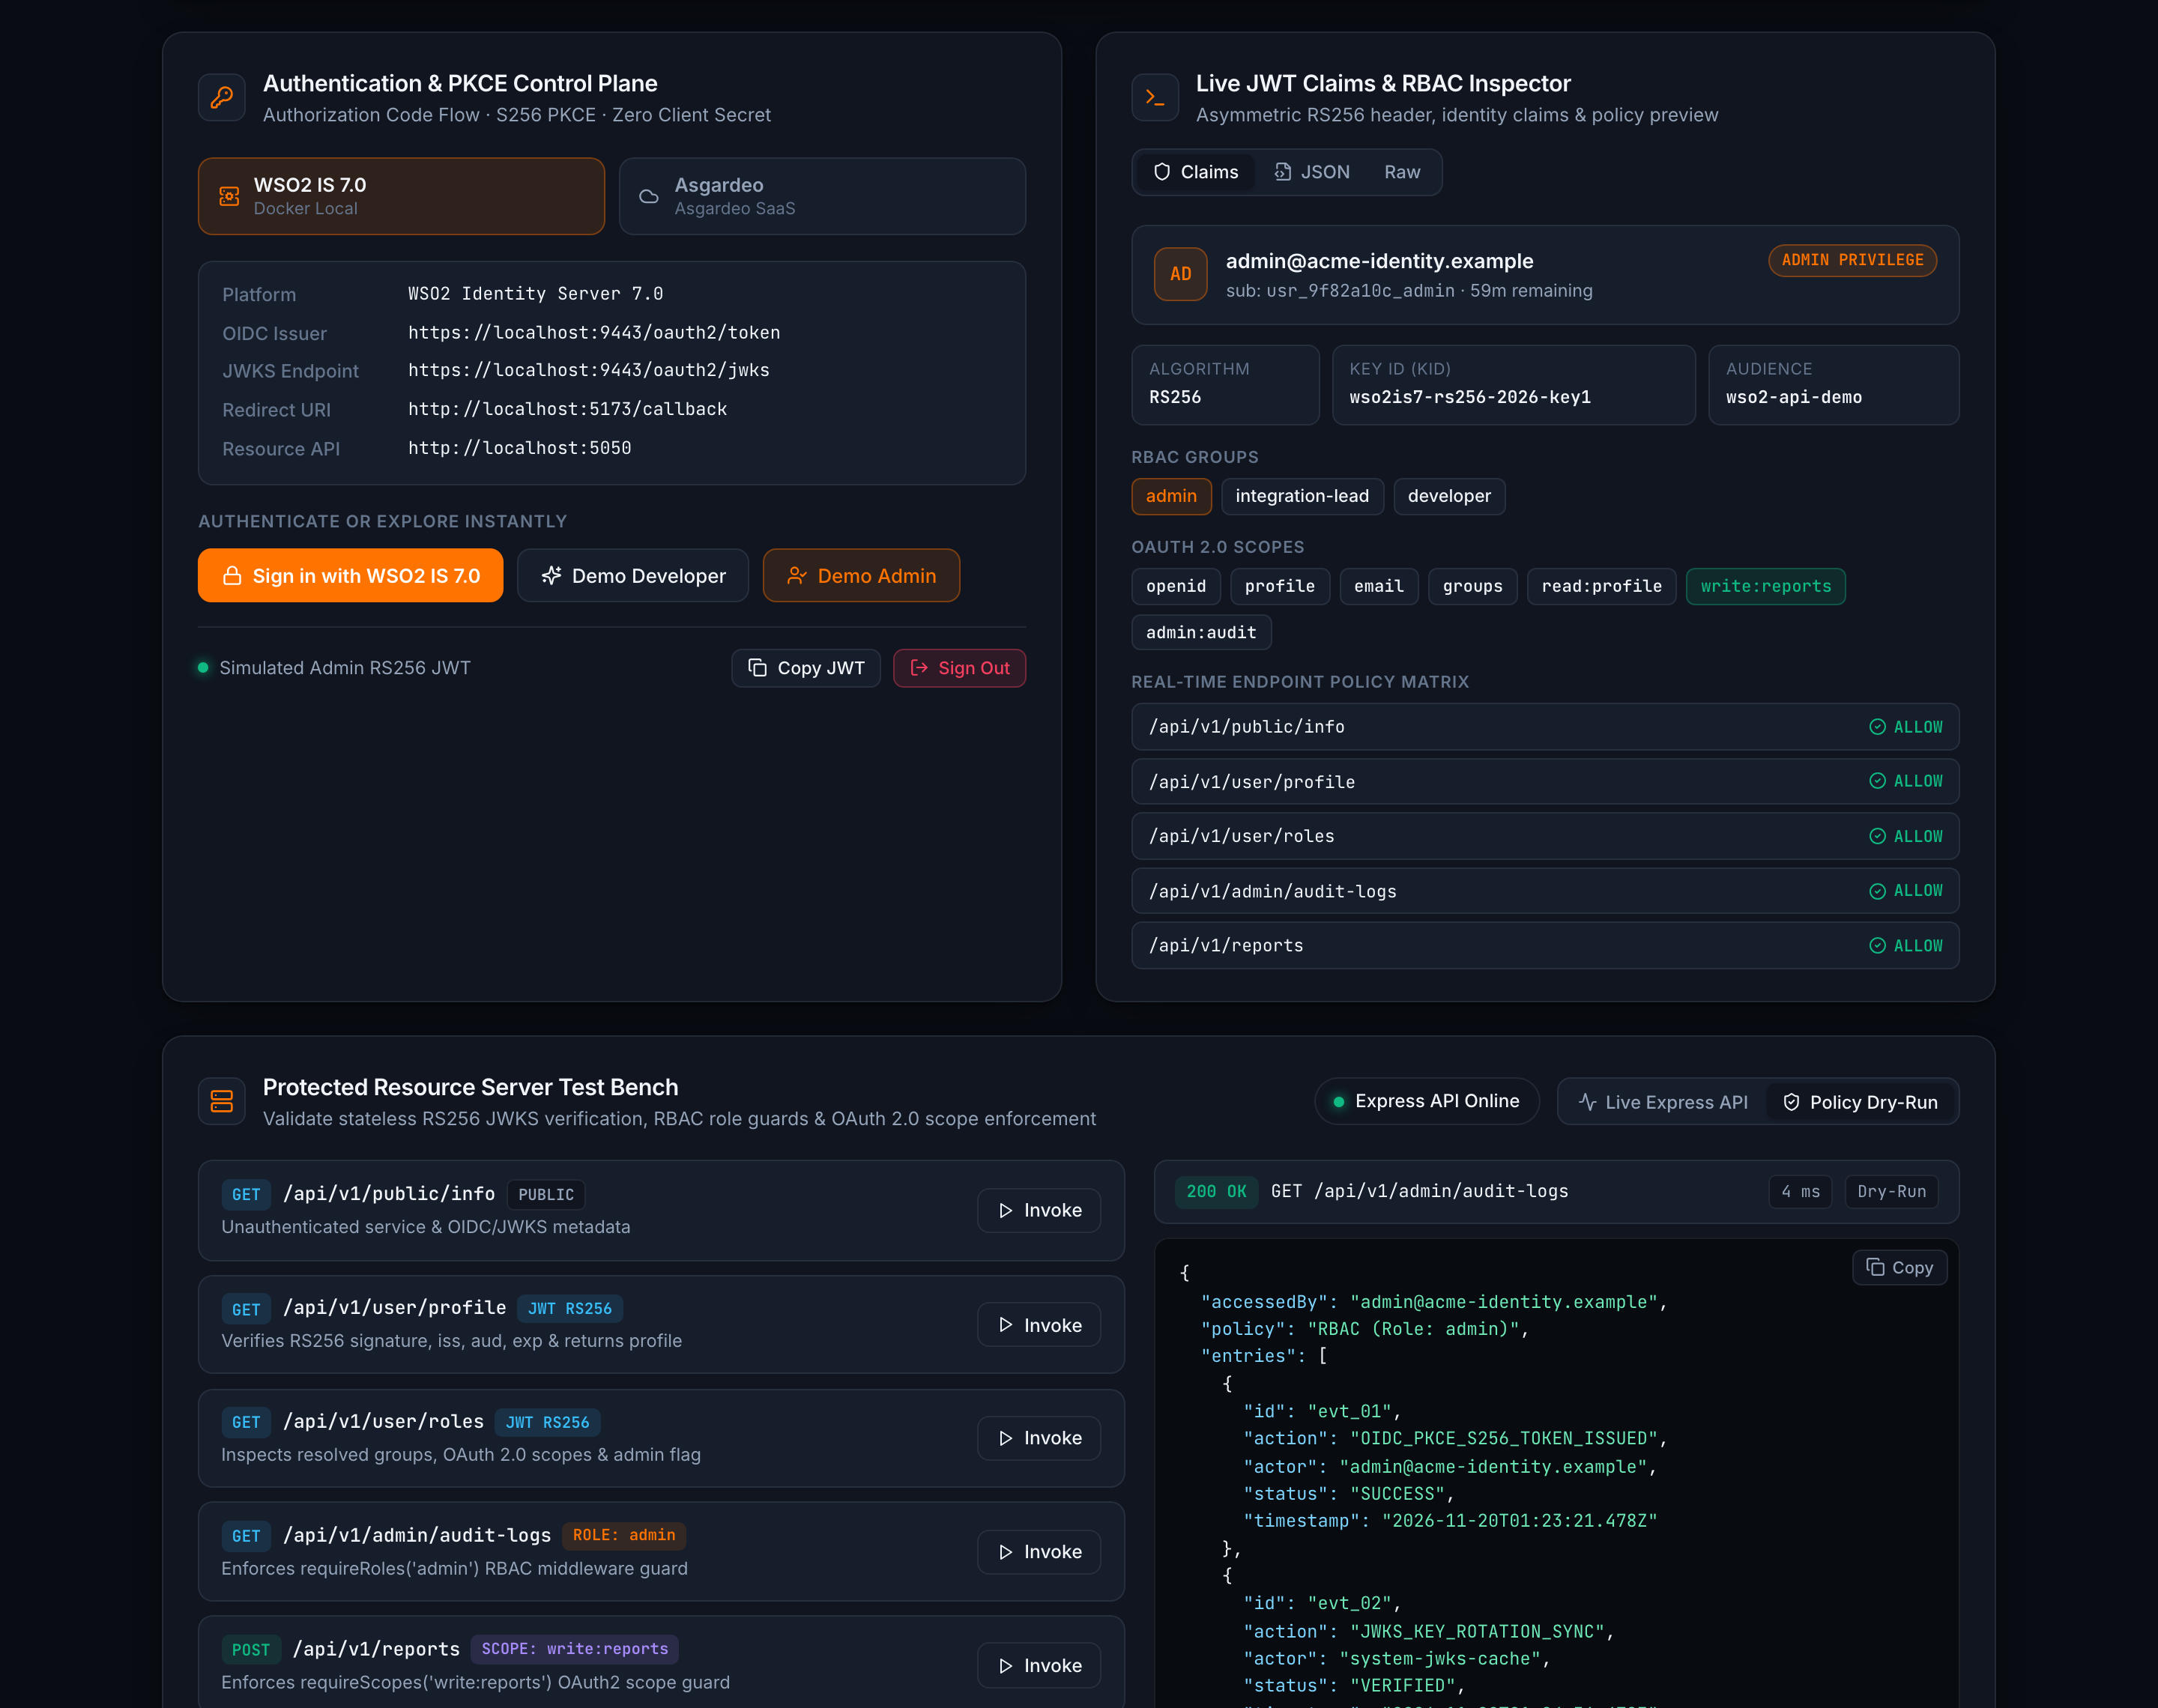 Authentication & PKCE Control Plane
Authorization Code Flow · S256 PKCE · Zero Client Secret
WSO2 IS 7.0
Docker Local
Asgardeo
Asgardeo SaaS
Platform WSO2 Identity Server 7.0
OIDC Issuer https://localhost:9443/oauth2/token
JWKS Endpoint https://localhost:9443/oauth2/jwks
Redirect URI http://localhost:5173/callback
Resource API http://localhost:5050
AUTHENTICATE OR EXPLORE INSTANTLY
Sign in with WSO2 IS 7.0
Demo Developer
Demo Admin
Simulated Admin RS256 JWT
Copy JWT
Sign Out
Live JWT Claims & RBAC Inspector
Asymmetric RS256 header, identity claims & policy preview
Claims
JSON
Raw
AD
admin@acme-identity.example
sub: usr_9f82a10c_admin · 59m remaining
ADMIN PRIVILEGE
ALGORITHM
RS256
KEY ID (KID)
wso2is7-rs256-2026-key1
AUDIENCE
wso2-api-demo
RBAC GROUPS
admin
integration-lead
developer
OAUTH 2.0 SCOPES
openid
profile
email
groups
read:profile
write:reports
admin:audit
REAL-TIME ENDPOINT POLICY MATRIX
/api/v1/public/info ALLOW
/api/v1/user/profile ALLOW
/api/v1/user/roles ALLOW
/api/v1/admin/audit-logs ALLOW
/api/v1/reports ALLOW
Protected Resource Server Test Bench
Validate stateless RS256 JWKS verification, RBAC role guards & OAuth 2.0 scope enforcement
Express API Online
Live Express API
Policy Dry-Run
GET /api/v1/public/info PUBLIC
Unauthenticated service & OIDC/JWKS metadata
Invoke
GET /api/v1/user/profile JWT RS256
Verifies RS256 signature, iss, aud, exp & returns profile
Invoke
GET /api/v1/user/roles JWT RS256
Inspects resolved groups, OAuth 2.0 scopes & admin flag
Invoke
GET /api/v1/admin/audit-logs ROLE: admin
Enforces requireRoles('admin') RBAC middleware guard
Invoke
POST /api/v1/reports SCOPE: write:reports
Enforces requireScopes('write:reports') OAuth2 scope guard
Invoke
200 OK GET /api/v1/admin/audit-logs 4 ms Dry-Run
Copy
{
"accessedBy": "admin@acme-identity.example",
"policy": "RBAC (Role: admin)",
"entries": [
{
"id": "evt_01",
"action": "OIDC_PKCE_S256_TOKEN_ISSUED",
"actor": "admin@acme-identity.example",
"status": "SUCCESS",
"timestamp": "2026-11-20T01:23:21.478Z"
},
{
"id": "evt_02",
"action": "JWKS_KEY_ROTATION_SYNC",
"actor": "system-jwks-cache",
"status": "VERIFIED",